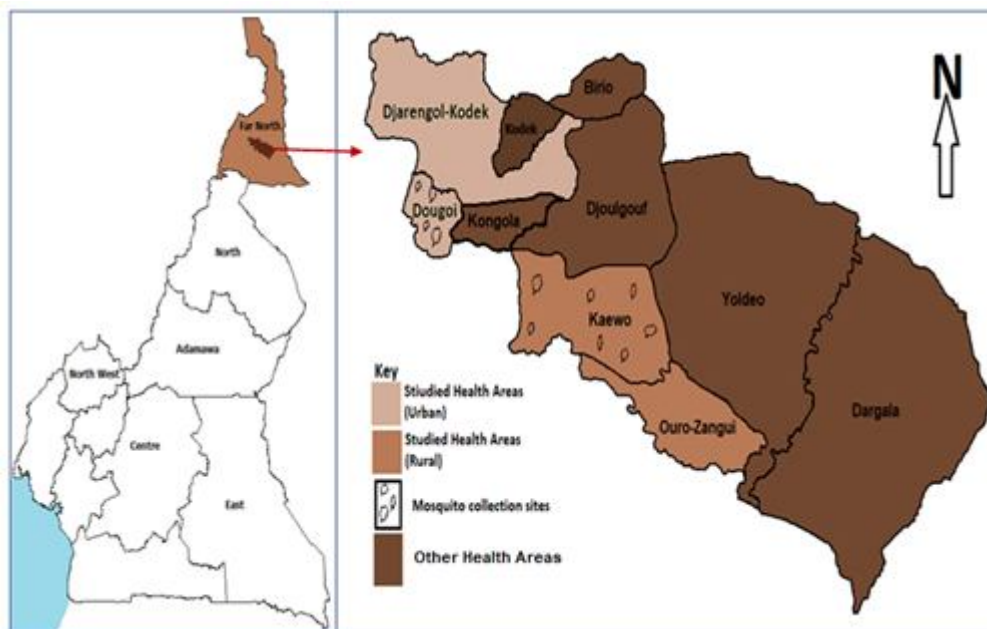 Far North
North
Adamawa
North West
Centre
East
N
Birio
Djarengol-Kodek
Kodek
Dougoi
Kongola
Djoulgouf
Yoldeo
Kaewo
Dargala
Ouro-Zangui
Key
Stiudied Health Areas
(Urban)
Studied Health Areas
(Rural)
Mosquito collection sites
Other Health Areas